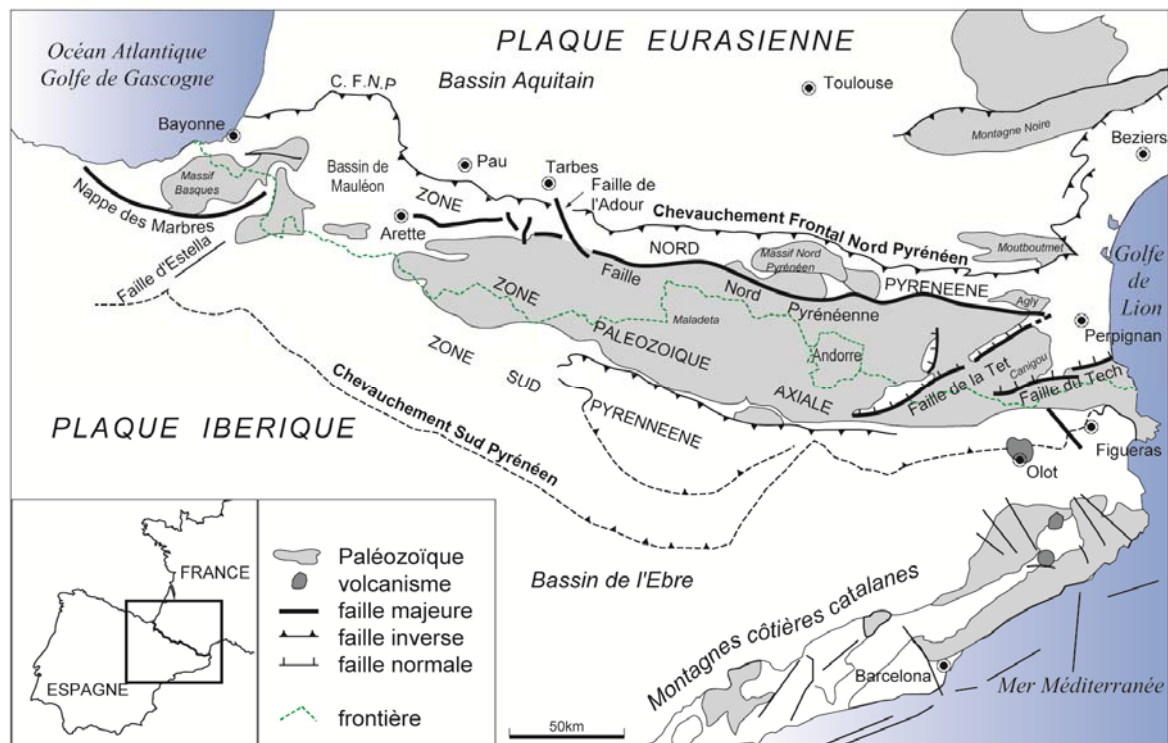 Océan Atlantique
Golfe de Gascogne
PLAQUE EURASIENNE
Bassin Aquitain
C. F. N. P
Toulouse
Montagne Noire
Beziers
Bayonne
Massif
Basques
Nappe des Marbres
Faille d'Estella
Bassin de
Mauléon
Pau
Tarbes
Faille de
l'Adour
Arette
ZONE
NORD
PYRENEENE
Chevauchement Frontal Nord Pyrénéen
Massif Nord
Pyrénéen
Moutboutmet
Golfe
de
Lion
Agly
Perpignan
Faille
Nord
Pyrénéenne
ZONE
PALEOZOIQUE
AXIALE
Maladeta
Andorre
Canigou
Faille de la Tet
Faille du Tech
ZONE
SUD
PYRENNEENE
Chevauchement Sud Pyrénéen
PLAQUE IBERIQUE
Figueras
Olot
Bassin de l'Ebre
Montagnes côtières catalanes
Barcelona
Mer Méditerranée
FRANCE
ESPAGNE
Paléozoïque
volcanisme
faille majeure
faille inverse
faille normale
frontière
50km